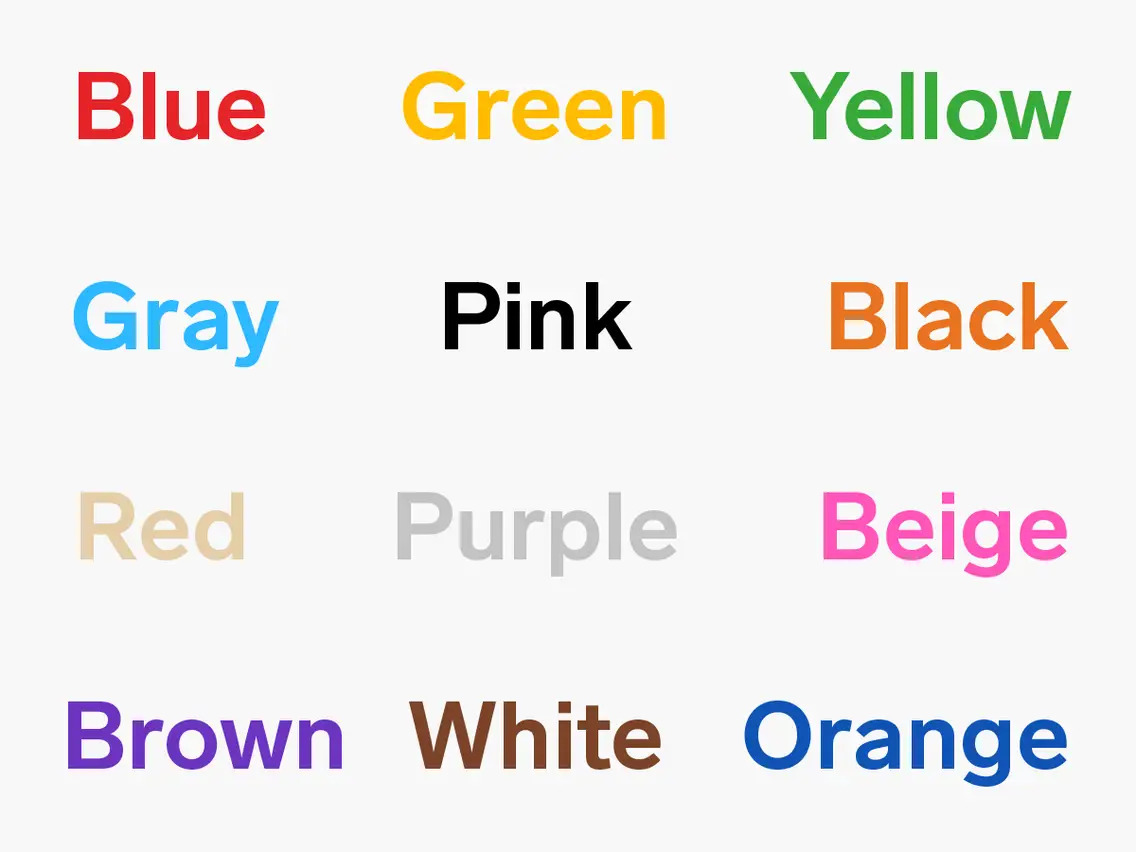 Blue Green Yellow
Gray Pink Black
Red Purple Beige
Brown White Orange